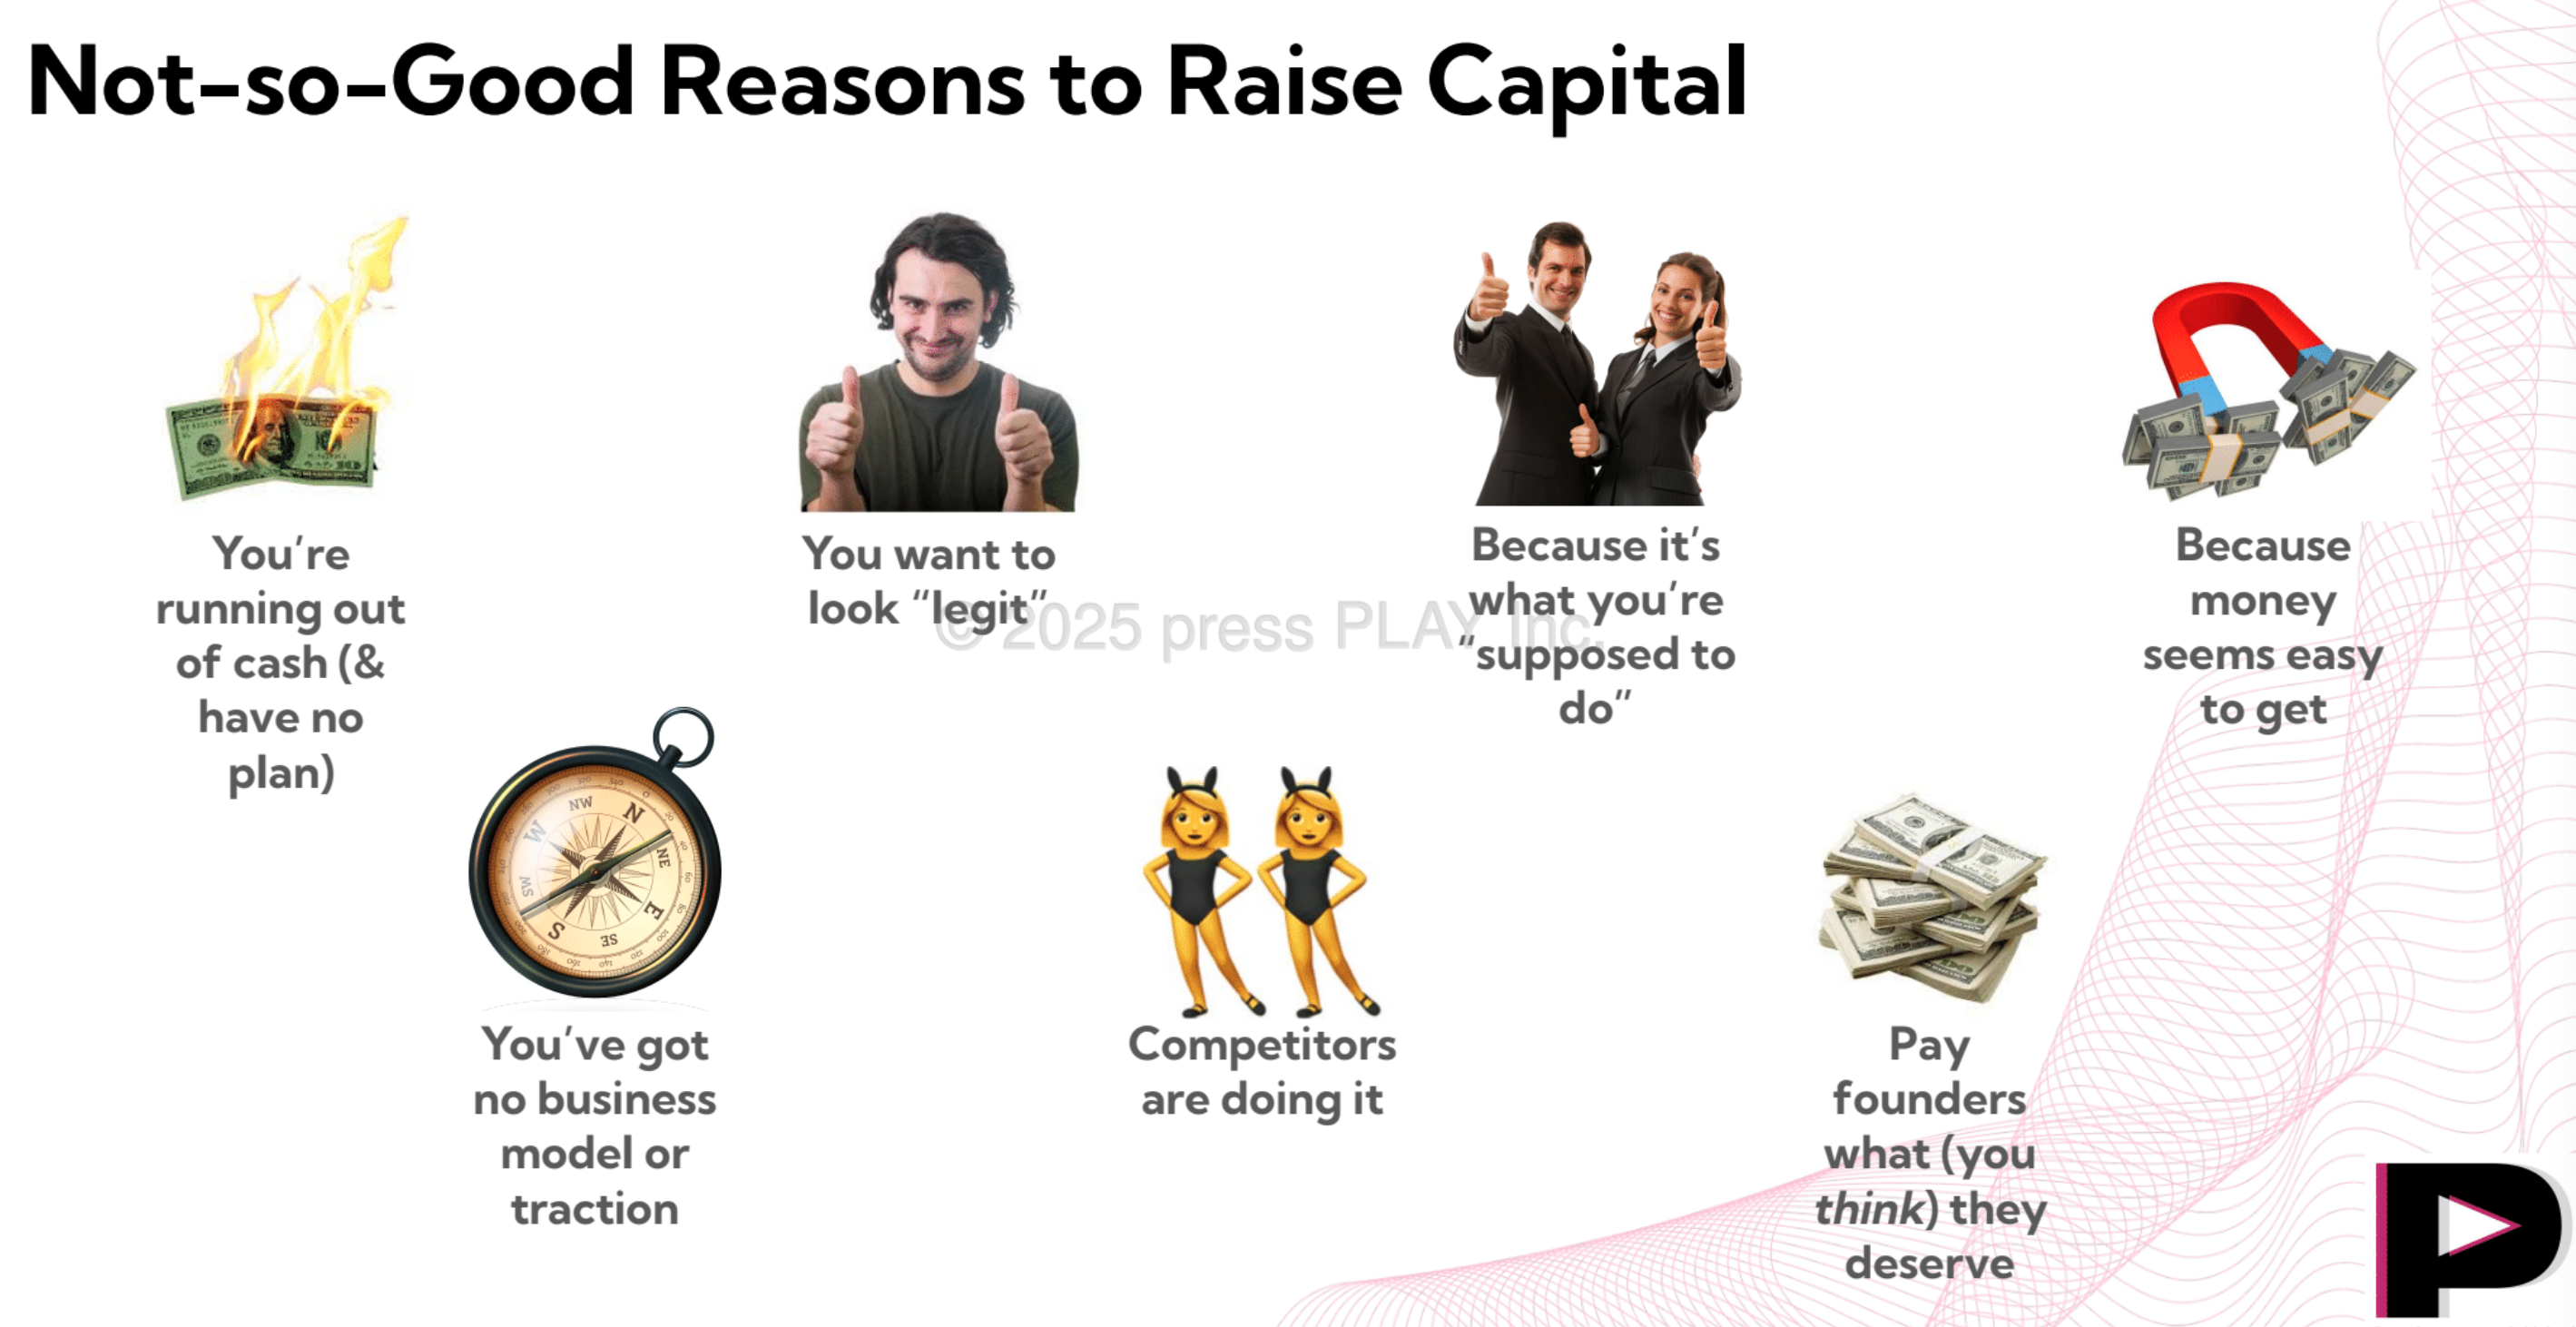 Not-so-Good Reasons to Raise Capital
You're
running out
of cash (&
have no
plan)
You want to
look “legit”
Because it's
what you're
“supposed to
do”
Because
money
seems easy
to get
© 2025 press PLAY Inc.
You've got
no business
model or
traction
Competitors
are doing it
Pay
founders
what (you
think) they
deserve
N
NE
E
SE
S
SW
W
NW
P